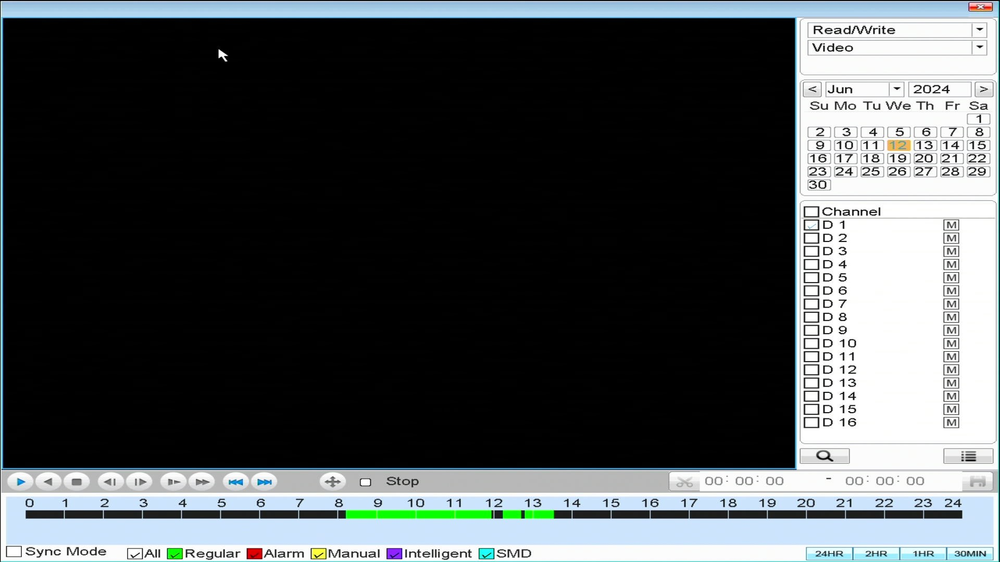 Read/Write
Video
< Jun 2024 >
Su Mo Tu We Th Fr Sa
1
2 3 4 5 6 7 8
9 10 11 12 13 14 15
16 17 18 19 20 21 22
23 24 25 26 27 28 29
30
Channel
D 1 M
D 2 M
D 3 M
D 4 M
D 5 M
D 6 M
D 7 M
D 8 M
D 9 M
D 10 M
D 11 M
D 12 M
D 13 M
D 14 M
D 15 M
D 16 M
Stop
00: 00: 00 - 00: 00: 00
0 1 2 3 4 5 6 7 8 9 10 11 12 13 14 15 16 17 18 19 20 21 22 23 24
Sync Mode All Regular Alarm Manual Intelligent SMD
24HR 2HR 1HR 30MIN